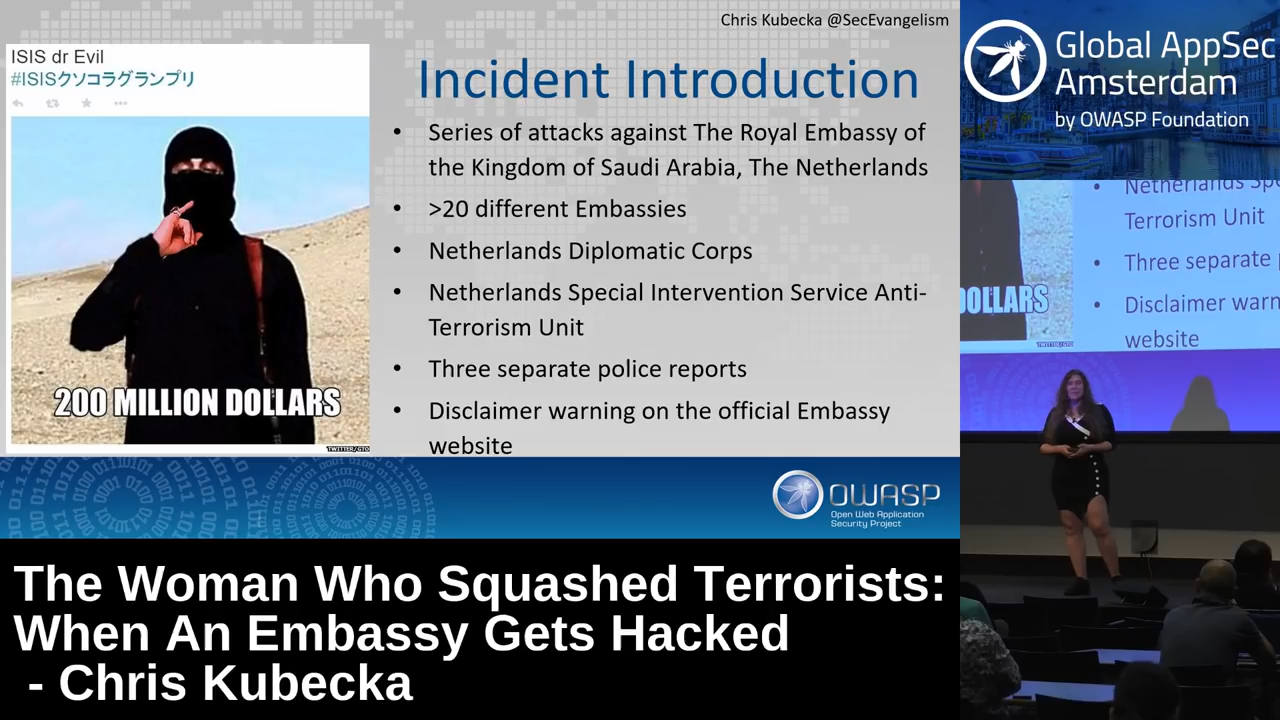 Chris Kubecka @SecEvangelism
ISIS dr Evil
#ISISクソコラグランプリ
200 MILLION DOLLARS
TWITTER/GTO
Incident Introduction
• Series of attacks against The Royal Embassy of
the Kingdom of Saudi Arabia, The Netherlands
• >20 different Embassies
• Netherlands Diplomatic Corps
• Netherlands Special Intervention Service Anti-
Terrorism Unit
• Three separate police reports
• Disclaimer warning on the official Embassy
website
OWASP
Open Web Application
Security Project
Global AppSec
Amsterdam
by OWASP Foundation
• Netherlands Spe
Terrorism Unit
• Three separate
• Disclaimer warn
website
DOLLARS
The Woman Who Squashed Terrorists:
When An Embassy Gets Hacked
- Chris Kubecka